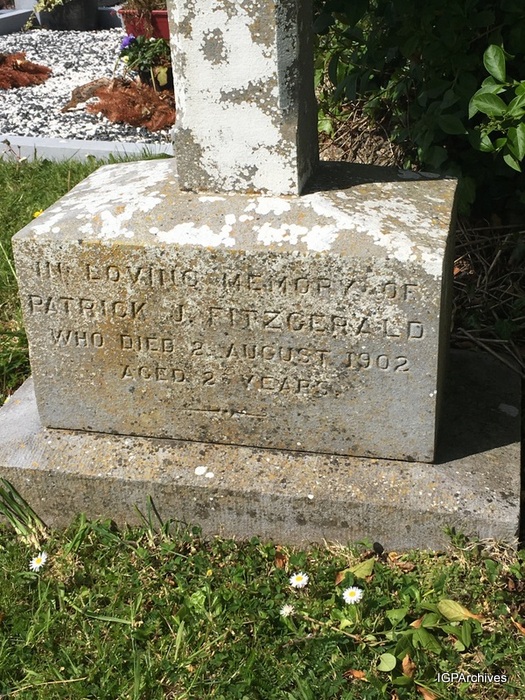 IN LOVING MEMORY OF
PATRICK J. FITZGERALD
WHO DIED AUGUST 1902
AGED YEARS
IGPArchives